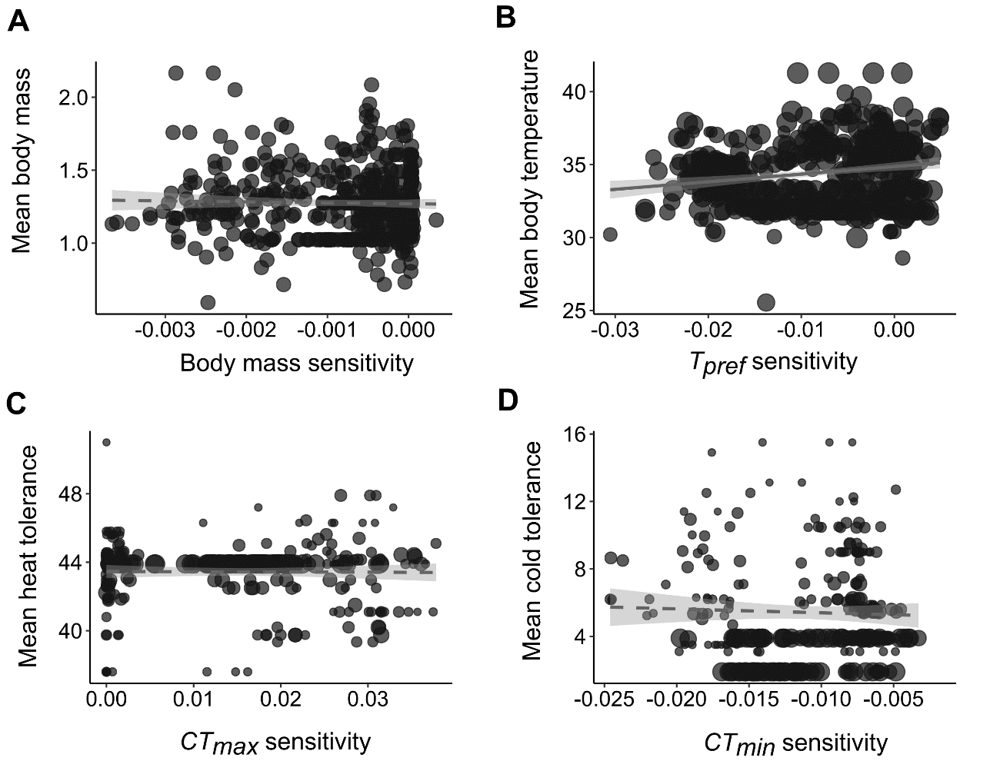 A
Mean body mass
2.0
1.5
1.0
-0.003 -0.002 -0.001 0.000
Body mass sensitivity
B
Mean body temperature
40
35
30
25
-0.03 -0.02 -0.01 0.00
Tpref sensitivity
C
Mean heat tolerance
48
44
40
0.00 0.01 0.02 0.03
CTmax sensitivity
D
Mean cold tolerance
16
12
8
4
-0.025 -0.020 -0.015 -0.010 -0.005
CTmin sensitivity